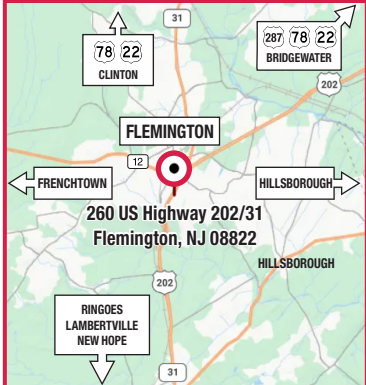 31
78 22
CLINTON
287 78 22
BRIDGEWATER
202
FLEMINGTON
12
FRENCHTOWN
HILLSBOROUGH
260 US Highway 202/31
Flemington, NJ 08822
HILLSBOROUGH
202
RINGOES
LAMBERTVILLE
NEW HOPE
31